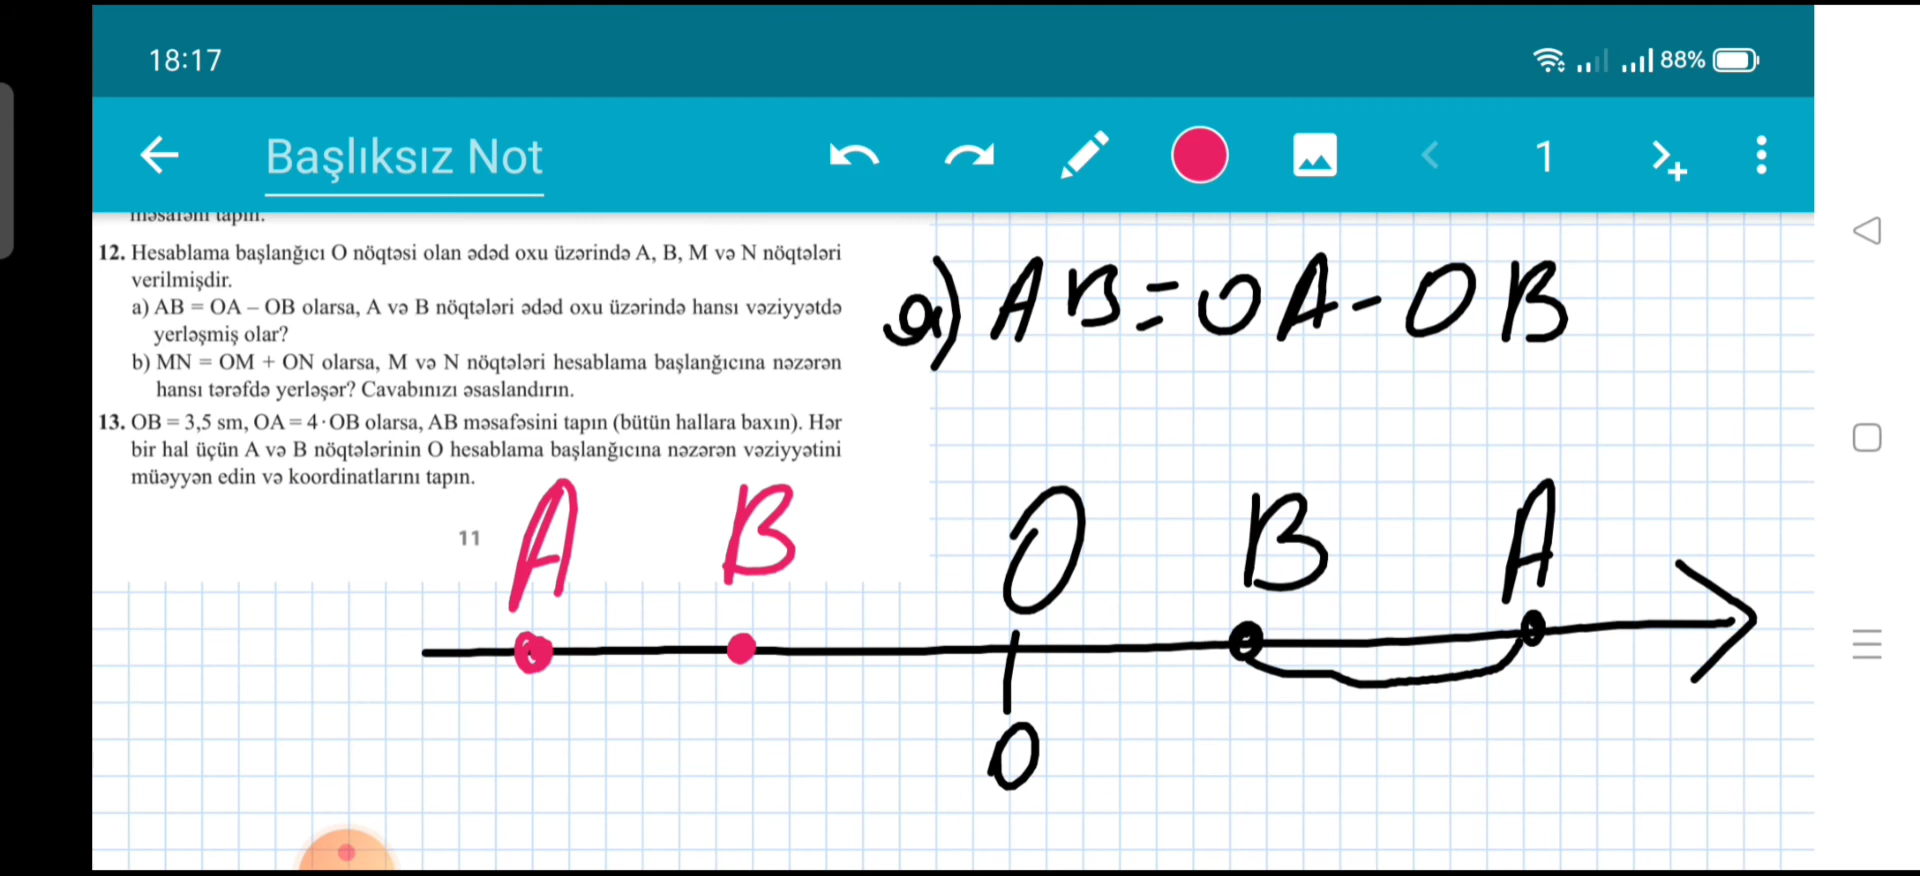 18:17
88%
Başlıksız Not
1
məsafəni tapın.
12. Hesablama başlanğıcı O nöqtəsi olan ədəd oxu üzərində A, B, M və N nöqtələri
verilmişdir.
a) AB = OA – OB olarsa, A və B nöqtələri ədəd oxu üzərində hansı vəziyyətdə
yerləşmiş olar?
b) MN = OM + ON olarsa, M və N nöqtələri hesablama başlanğıcına nəzərən
hansı tərəfdə yerləşər? Cavabınızı əsaslandırın.
13. OB = 3,5 sm, OA = 4 · OB olarsa, AB məsafəsini tapın (bütün hallara baxın). Hər
bir hal üçün A və B nöqtələrinin O hesablama başlanğıcına nəzərən vəziyyətini
müəyyən edin və koordinatlarını tapın.
11
a) AB = OA - OB
A B O B A
0